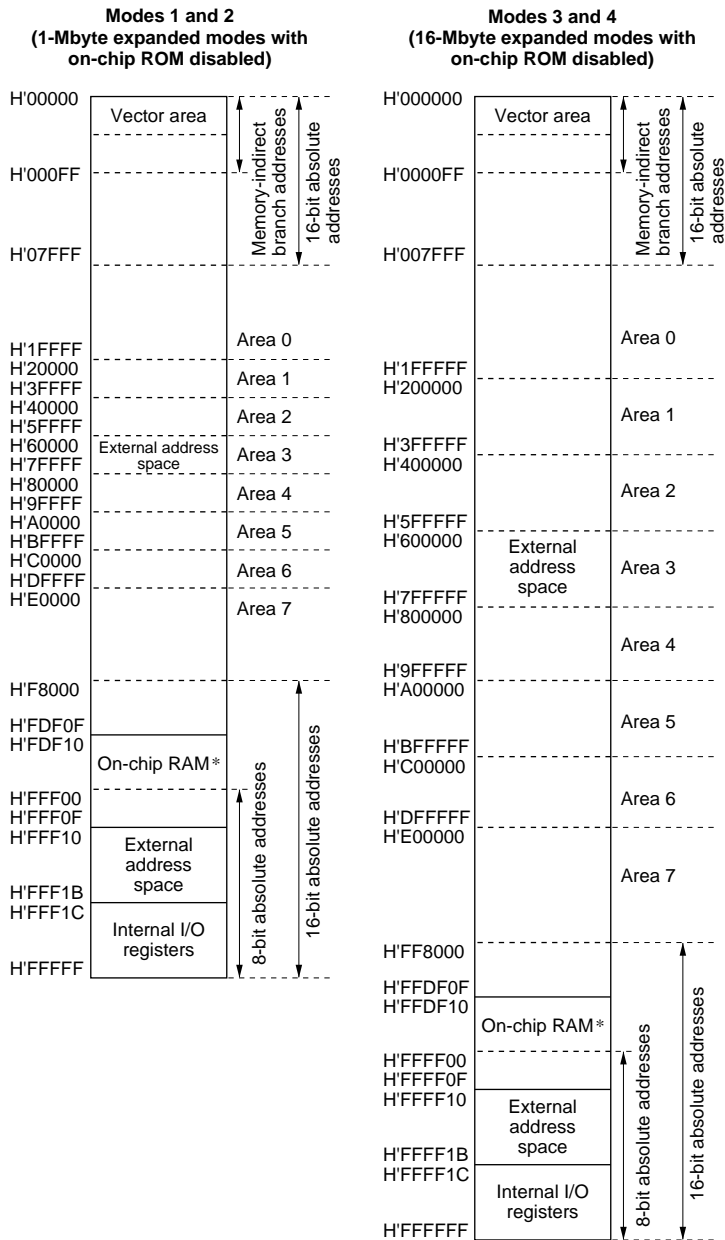 Modes 1 and 2
(1-Mbyte expanded modes with
on-chip ROM disabled)
H'00000
Vector area
H'000FF
Memory-indirect
branch addresses
16-bit absolute
addresses
H'07FFF
Area 0
H'1FFFF
H'20000
Area 1
H'3FFFF
H'40000
Area 2
H'5FFFF
H'60000
External address
space
Area 3
H'7FFFF
H'80000
Area 4
H'9FFFF
H'A0000
Area 5
H'BFFFF
H'C0000
Area 6
H'DFFFF
H'E0000
Area 7
H'F8000
H'FDF0F
H'FDF10
On-chip RAM*
H'FFF00
H'FFF0F
H'FFF10
External
address
space
H'FFF1B
H'FFF1C
Internal I/O
registers
H'FFFFF
8-bit absolute addresses
16-bit absolute addresses
Modes 3 and 4
(16-Mbyte expanded modes with
on-chip ROM disabled)
H'000000
Vector area
H'0000FF
Memory-indirect
branch addresses
16-bit absolute
addresses
H'007FFF
Area 0
H'1FFFFF
H'200000
Area 1
H'3FFFFF
H'400000
Area 2
H'5FFFFF
H'600000
External
address
space
Area 3
H'7FFFFF
H'800000
Area 4
H'9FFFFF
H'A00000
Area 5
H'BFFFFF
H'C00000
Area 6
H'DFFFFF
H'E00000
Area 7
H'FF8000
H'FFDF0F
H'FFDF10
On-chip RAM*
H'FFFF00
H'FFFF0F
H'FFFF10
External
address
space
H'FFFF1B
H'FFFF1C
Internal I/O
registers
H'FFFFFF
8-bit absolute addresses
16-bit absolute addresses